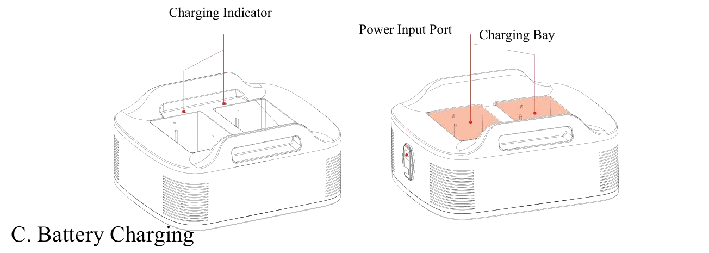 Charging Indicator
Power Input Port
Charging Bay
C. Battery Charging